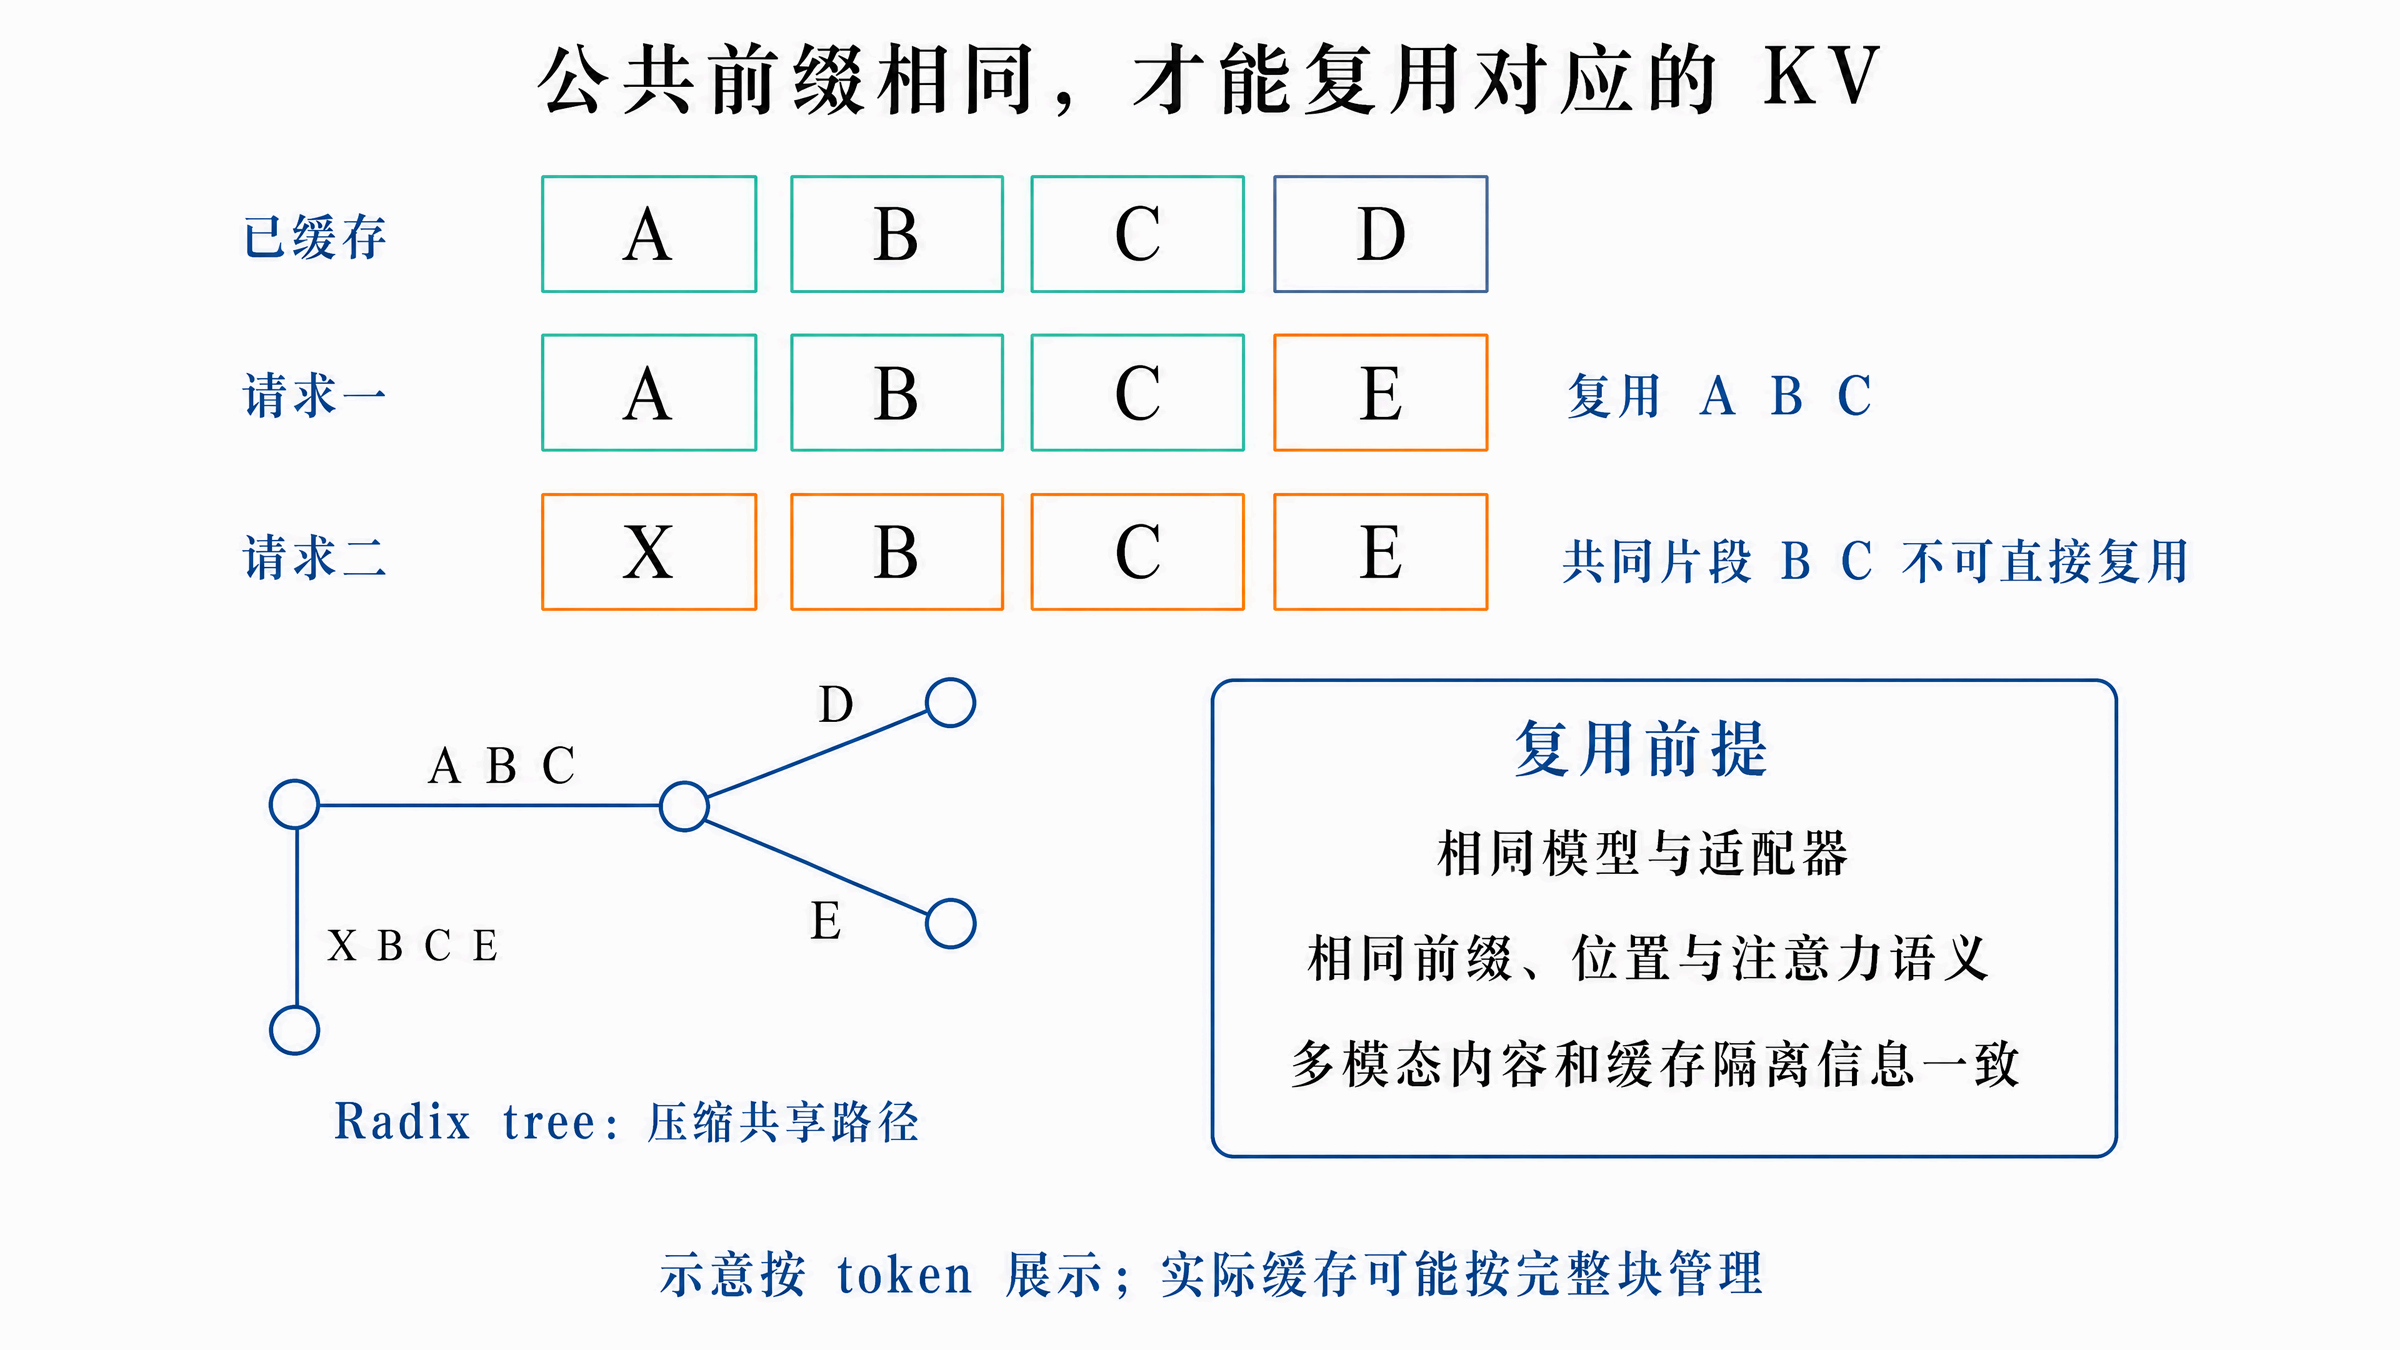 公共前缀相同，才能复用对应的 KV
已缓存 A B C D
请求一 A B C E 复用 A B C
请求二 X B C E 共同片段 B C 不可直接复用
D
A B C
E
X B C E
Radix tree：压缩共享路径
复用前提
相同模型与适配器
相同前缀、位置与注意力语义
多模态内容和缓存隔离信息一致
示意按 token 展示；实际缓存可能按完整块管理